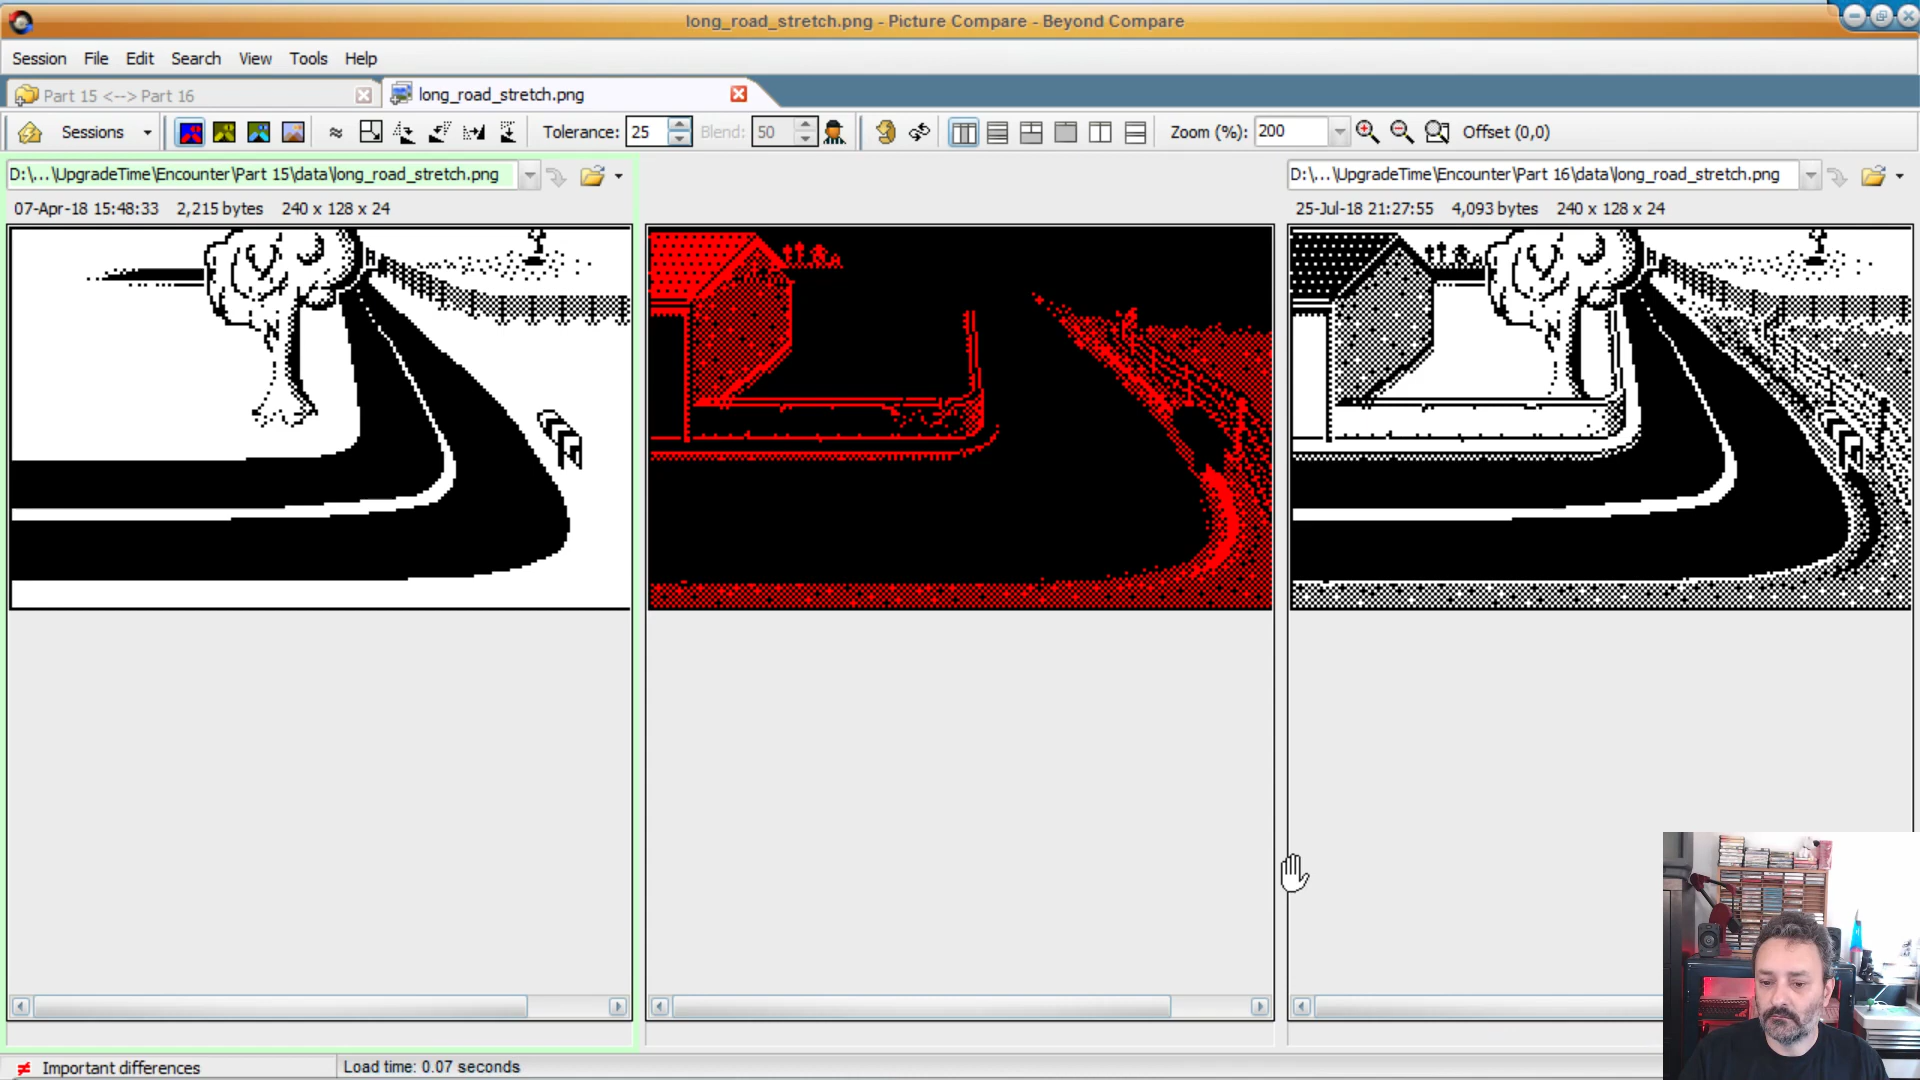 long_road_stretch.png - Picture Compare - Beyond Compare
Session File Edit Search View Tools Help
Part 15 <--> Part 16
long_road_stretch.png
Sessions Tolerance: 25 Blend: 50 Zoom (%): 200 Offset (0,0)
D:\...\UpgradeTime\Encounter\Part 15\data\long_road_stretch.png
D:\...\UpgradeTime\Encounter\Part 16\data\long_road_stretch.png
07-Apr-18 15:48:33 2,215 bytes 240 x 128 x 24
25-Jul-18 21:27:55 4,093 bytes 240 x 128 x 24
Important differences
Load time: 0.07 seconds